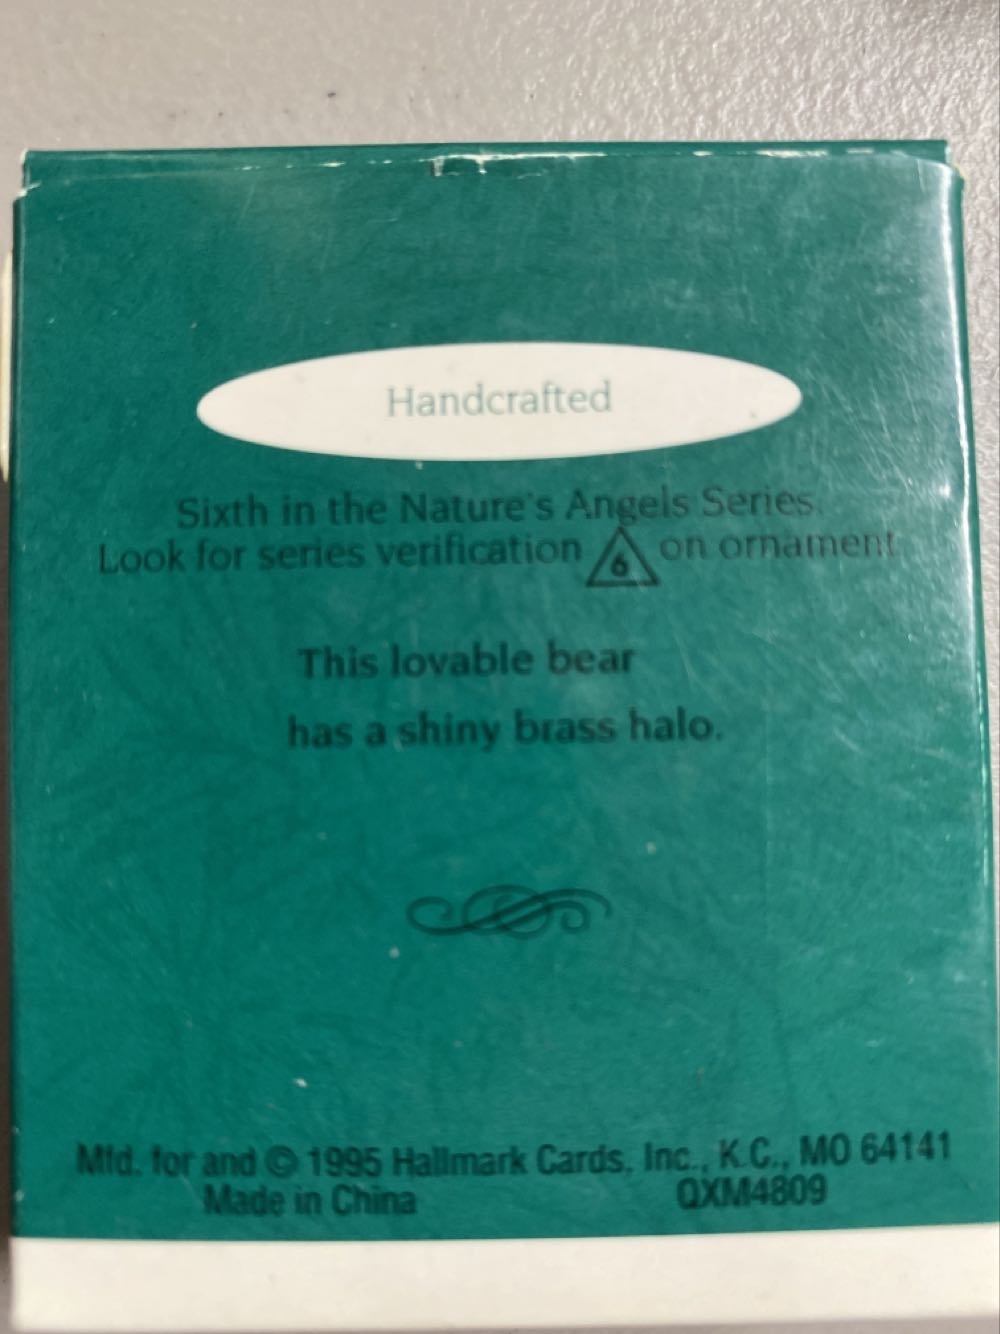 Handcrafted
Sixth in the Nature's Angels Series.
Look for series verification 6 on ornament
This lovable bear
has a shiny brass halo.
Mfd. for and © 1995 Hallmark Cards, Inc., K.C., MO 64141
Made in China QXM4809